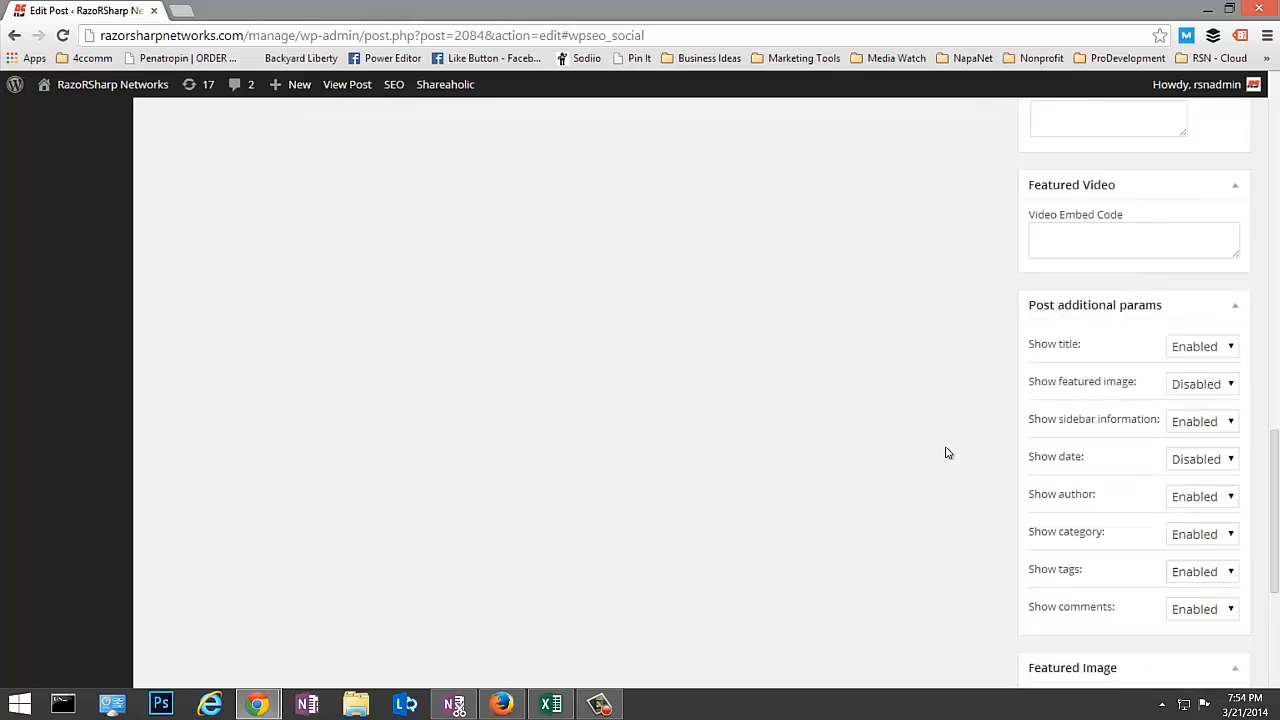 Edit Post ‹ RazoRSharp Ne
razorsharpnetworks.com/manage/wp-admin/post.php?post=2084&action=edit#wpseo_social
Apps 4ccomm Penatropin | ORDER ... Backyard Liberty Power Editor Like Button - Faceb... Sodiio Pin It Business Ideas Marketing Tools Media Watch NapaNet Nonprofit ProDevelopment RSN - Cloud »
RazoRSharp Networks 17 2 + New View Post SEO Shareaholic Howdy, rsnadmin
Featured Video
Video Embed Code
Post additional params
Show title: Enabled
Show featured image: Disabled
Show sidebar information: Enabled
Show date: Disabled
Show author: Enabled
Show category: Enabled
Show tags: Enabled
Show comments: Enabled
Featured Image
7:54 PM
3/21/2014